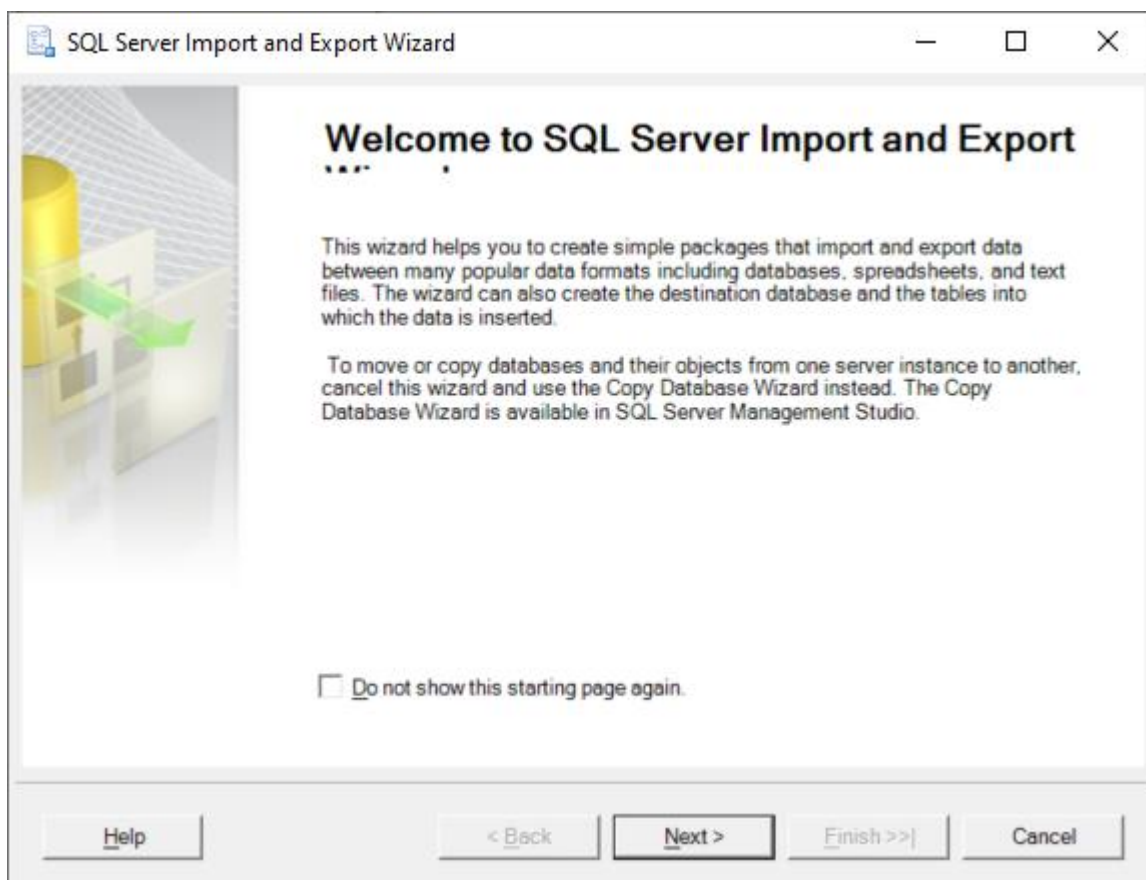 SQL Server Import and Export Wizard
Welcome to SQL Server Import and Export
This wizard helps you to create simple packages that import and export data
between many popular data formats including databases, spreadsheets, and text
files. The wizard can also create the destination database and the tables into
which the data is inserted.
To move or copy databases and their objects from one server instance to another,
cancel this wizard and use the Copy Database Wizard instead. The Copy
Database Wizard is available in SQL Server Management Studio.
Do not show this starting page again.
Help
< Back
Next >
Finish >>|
Cancel